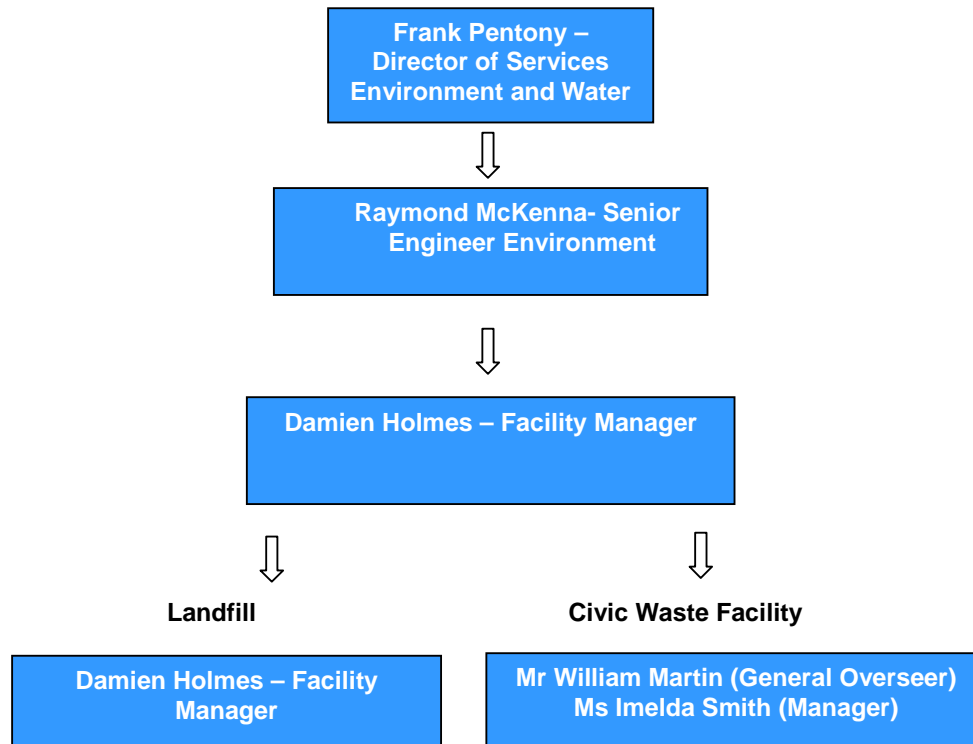 Frank Pentony –
Director of Services
Environment and Water
Raymond McKenna- Senior
Engineer Environment
Damien Holmes – Facility Manager
Landfill
Civic Waste Facility
Damien Holmes – Facility
Manager
Mr William Martin (General Overseer)
Ms Imelda Smith (Manager)